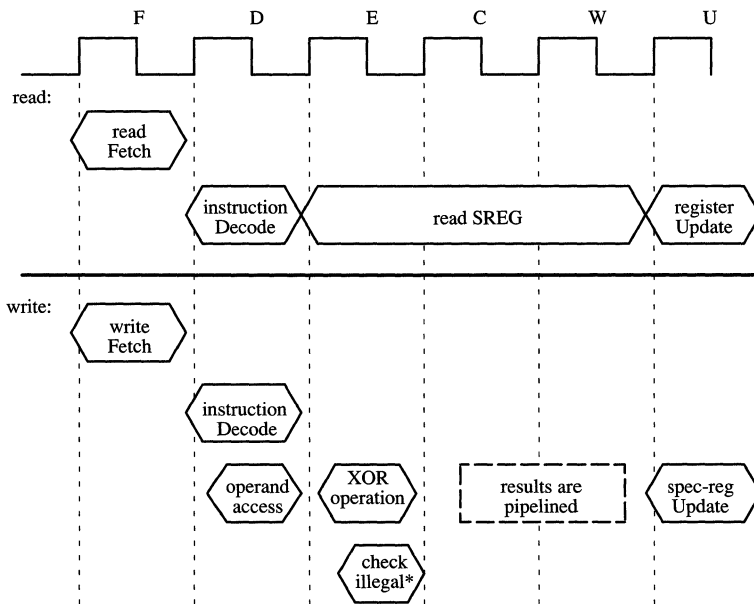 F D E C W U
read:
read
Fetch
instruction
Decode
read SREG
register
Update
write:
write
Fetch
instruction
Decode
operand
access
XOR
operation
results are
pipelined
spec-reg
Update
check
illegal*